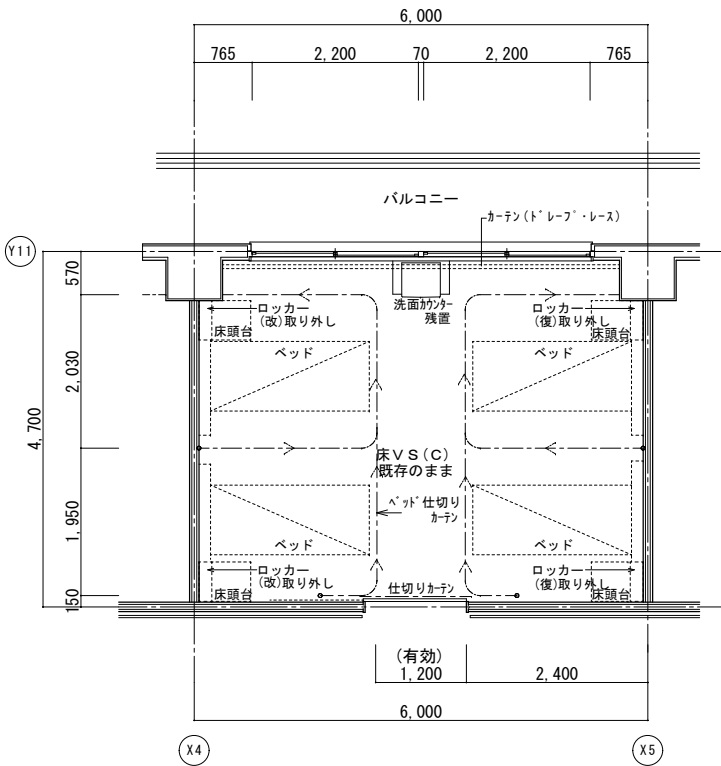 6,000
765 2,200 70 2,200 765
バルコニー
カーテン(ドレープ・レース)
Y11
570
2,030
4,700
1,950
150
洗面カウンター
残置
ロッカー
(改)取り外し
床頭台
ロッカー
(復)取り外し
床頭台
ベッド
ベッド
床VS(C)
既存のまま
ベッド仕切り
カーテン
ベッド
ベッド
ロッカー
(改)取り外し
床頭台
仕切りカーテン
ロッカー
(復)取り外し
床頭台
(有効)
1,200 2,400
6,000
X4 X5